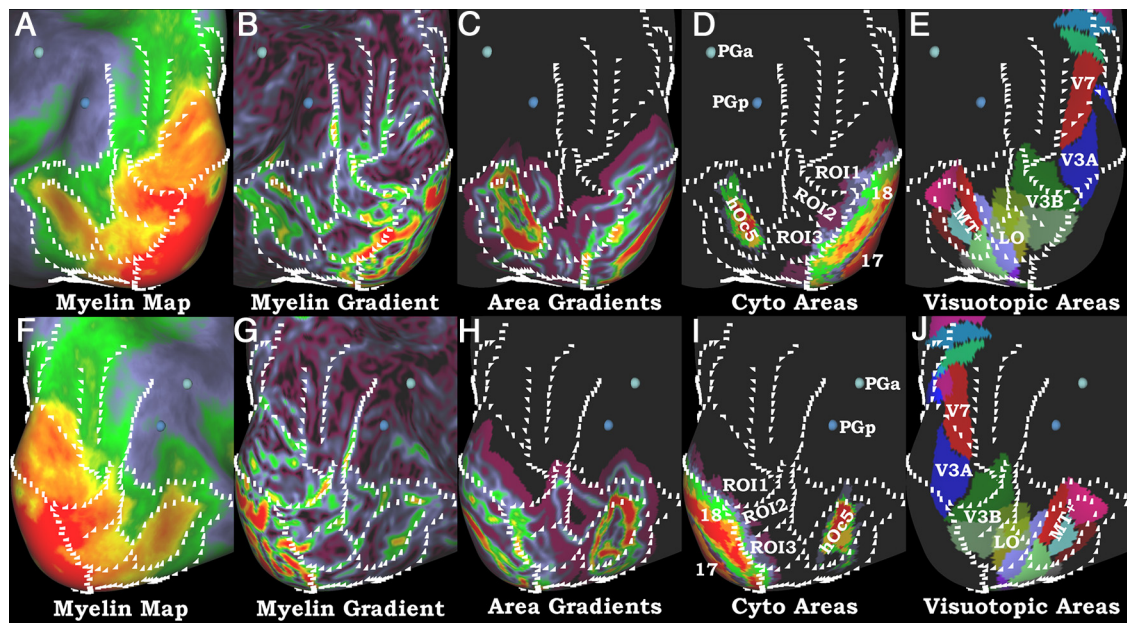 A B C D E
PGa
PGp
V7
V3A
ROI1
18
V3B
hOc5
ROI2
MT+
LO
ROI3
17
Myelin Map Myelin Gradient Area Gradients Cyto Areas Visuotopic Areas
F G H I J
PGa
V7
PGp
V3A
ROI1
18
ROI2
V3B
MT+
hOc5
LO
ROI3
17
Myelin Map Myelin Gradient Area Gradients Cyto Areas Visuotopic Areas